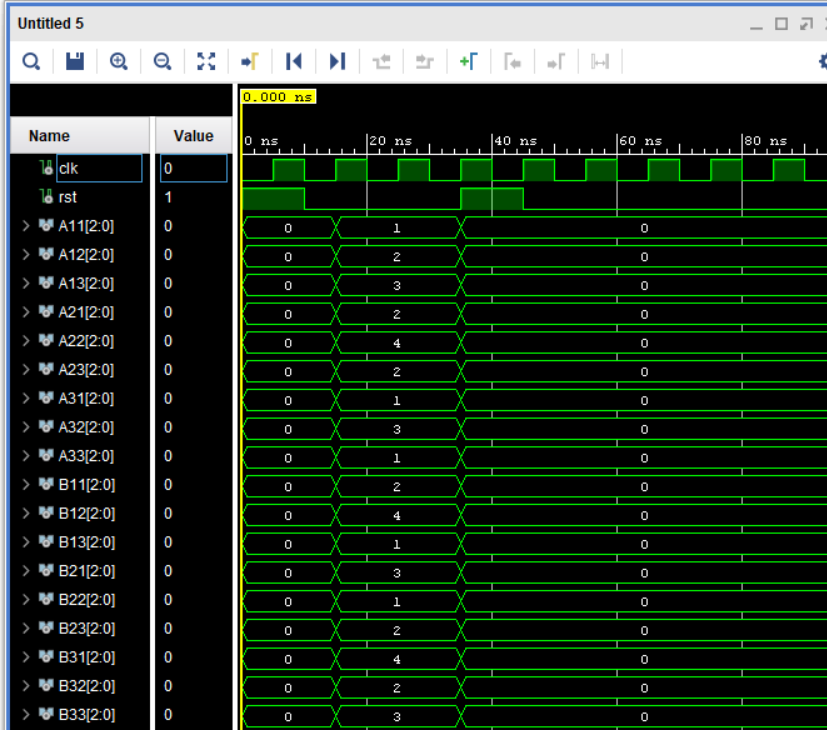 Untitled 5
0.000 ns
Name Value
0 ns 20 ns 40 ns 60 ns 80 ns
clk 0
rst 1
A11[2:0] 0 0 1 0
A12[2:0] 0 0 2 0
A13[2:0] 0 0 3 0
A21[2:0] 0 0 2 0
A22[2:0] 0 0 4 0
A23[2:0] 0 0 2 0
A31[2:0] 0 0 1 0
A32[2:0] 0 0 3 0
A33[2:0] 0 0 1 0
B11[2:0] 0 0 2 0
B12[2:0] 0 0 4 0
B13[2:0] 0 0 1 0
B21[2:0] 0 0 3 0
B22[2:0] 0 0 1 0
B23[2:0] 0 0 2 0
B31[2:0] 0 0 4 0
B32[2:0] 0 0 2 0
B33[2:0] 0 0 3 0